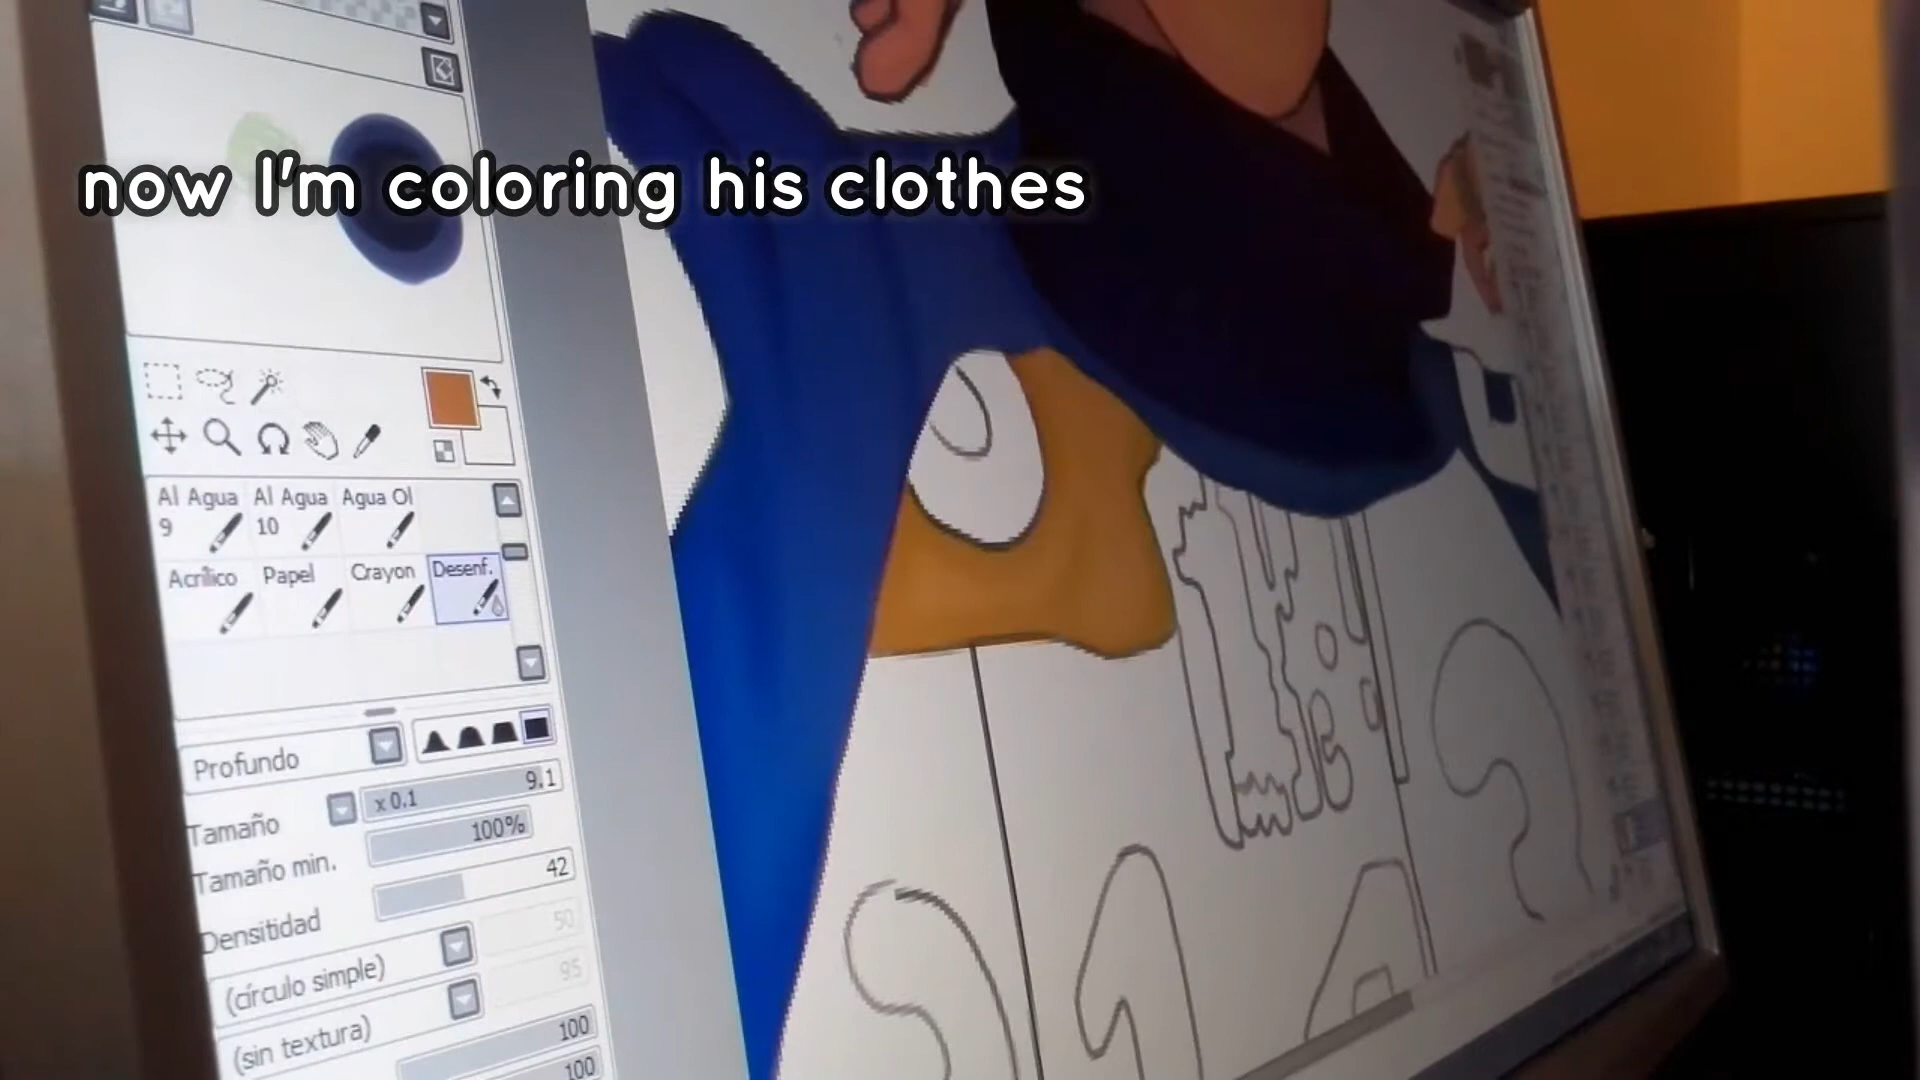 now I'm coloring his clothes
Al Agua Al Agua Agua Ol
9 10
Acrílico Papel Crayon Desenf.
Profundo
Tamaño x 0.1 9.1
Tamaño min. 100%
Densitidad 42
(círculo simple) 50
(sin textura) 95
100
100